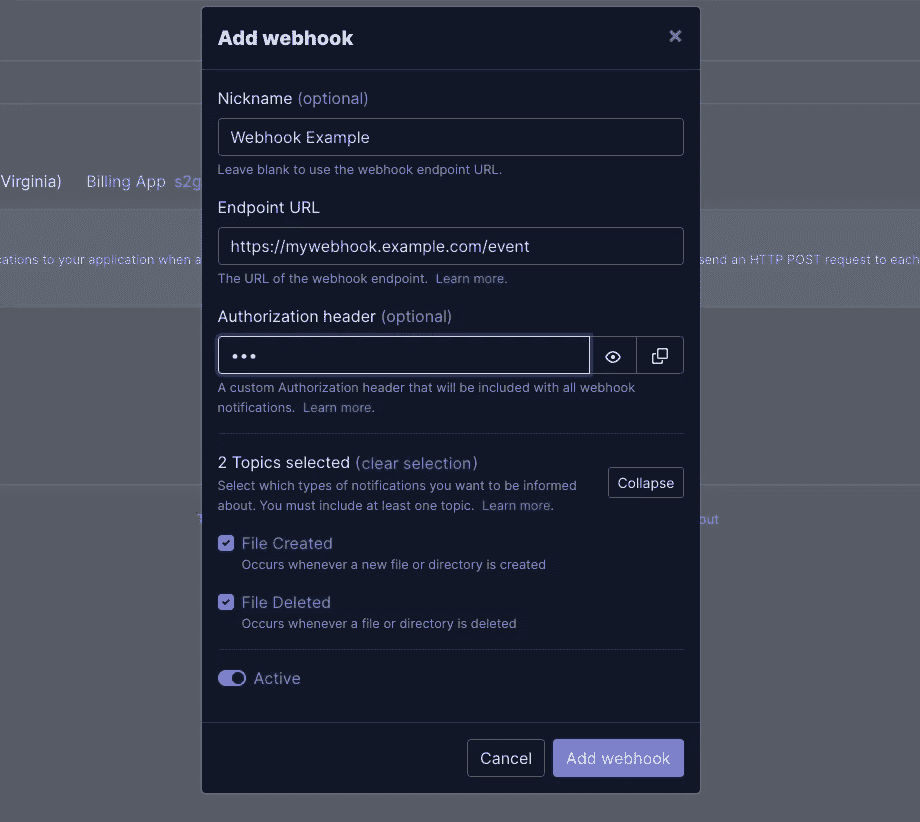 Add webhook
Nickname (optional)
Webhook Example
Leave blank to use the webhook endpoint URL.
Virginia) Billing App s2g
Endpoint URL
https://mywebhook.example.com/event
cations to your application when a
send an HTTP POST request to each
The URL of the webhook endpoint. Learn more.
Authorization header (optional)
•••
A custom Authorization header that will be included with all webhook
notifications. Learn more.
2 Topics selected (clear selection)
Select which types of notifications you want to be informed
about. You must include at least one topic. Learn more.
Collapse
File Created
Occurs whenever a new file or directory is created
File Deleted
Occurs whenever a file or directory is deleted
Active
Cancel
Add webhook